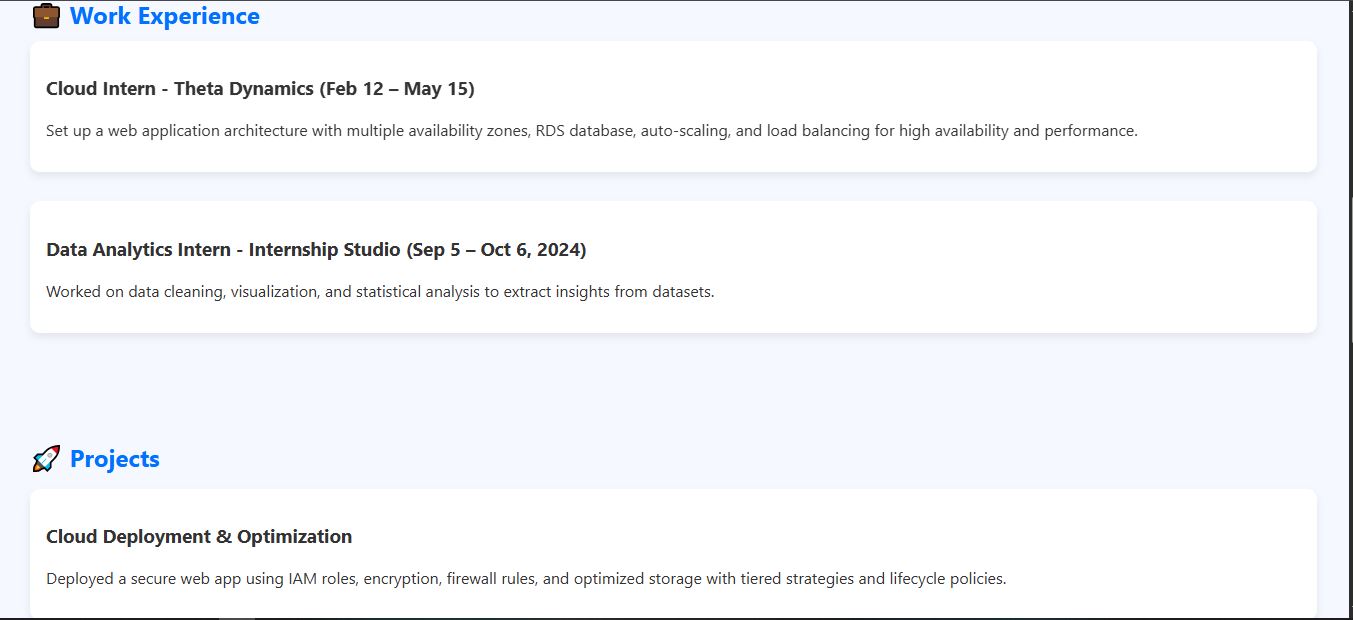 Work Experience
Cloud Intern - Theta Dynamics (Feb 12 – May 15)
Set up a web application architecture with multiple availability zones, RDS database, auto-scaling, and load balancing for high availability and performance.
Data Analytics Intern - Internship Studio (Sep 5 – Oct 6, 2024)
Worked on data cleaning, visualization, and statistical analysis to extract insights from datasets.
Projects
Cloud Deployment & Optimization
Deployed a secure web app using IAM roles, encryption, firewall rules, and optimized storage with tiered strategies and lifecycle policies.